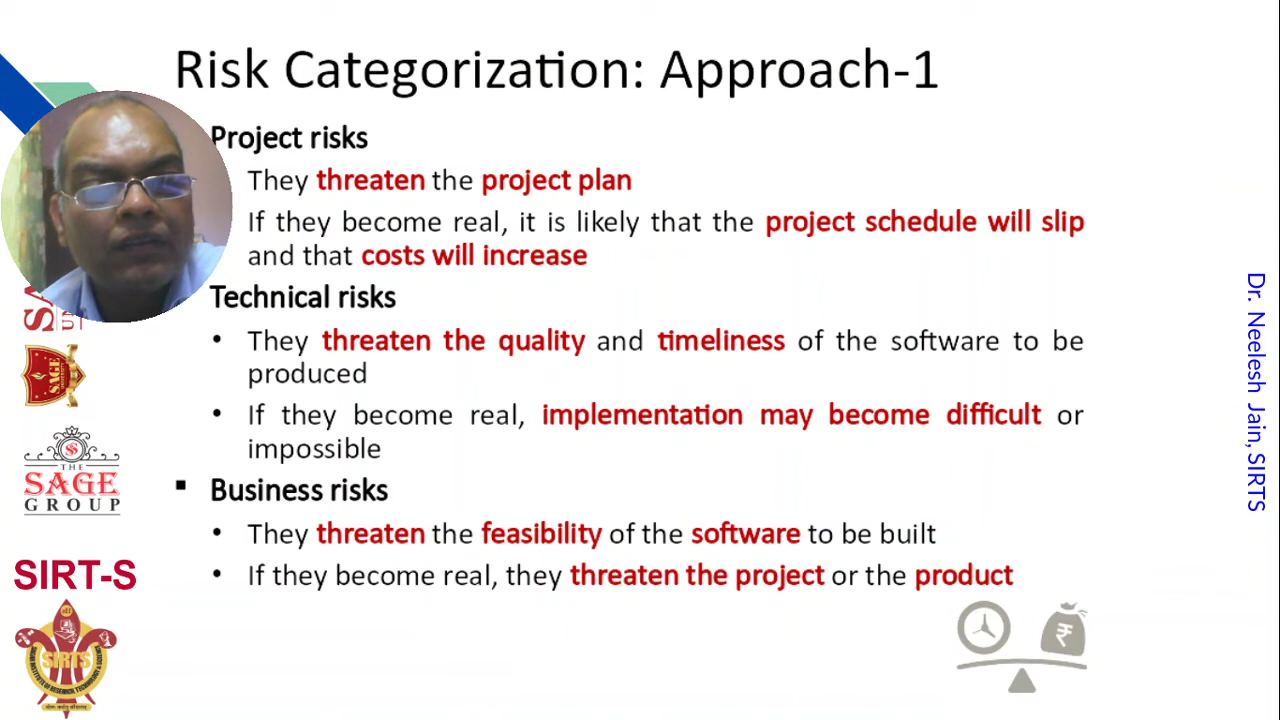 Risk Categorization: Approach-1
Project risks
They threaten the project plan
If they become real, it is likely that the project schedule will slip
and that costs will increase
Technical risks
• They threaten the quality and timeliness of the software to be
produced
• If they become real, implementation may become difficult or
impossible
▪ Business risks
• They threaten the feasibility of the software to be built
• If they become real, they threaten the project or the product
Dr. Neelesh Jain, SIRTS
SA
SAGE
THE
SAGE
GROUP
SIRT-S
SIRTS
₹